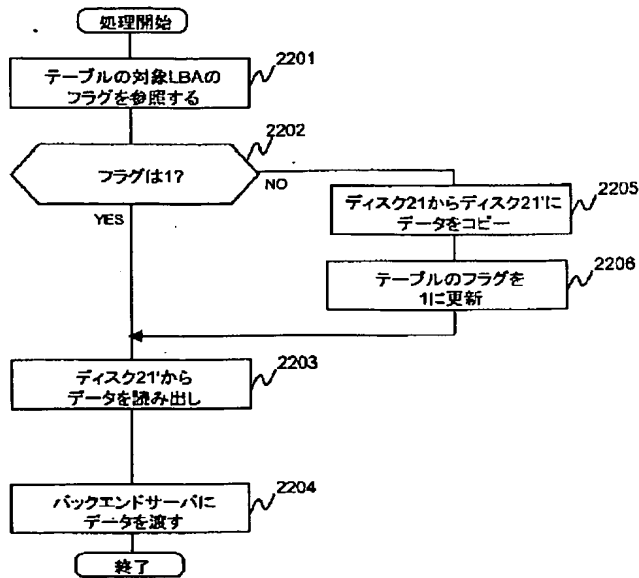 処理開始
2201
テーブルの対象LBAの
フラグを参照する
2202
フラグは1?
NO
YES
2205
ディスク21からディスク21'に
データをコピー
2206
テーブルのフラグを
1に更新
2203
ディスク21'から
データを読み出し
2204
バックエンドサーバに
データを渡す
終了